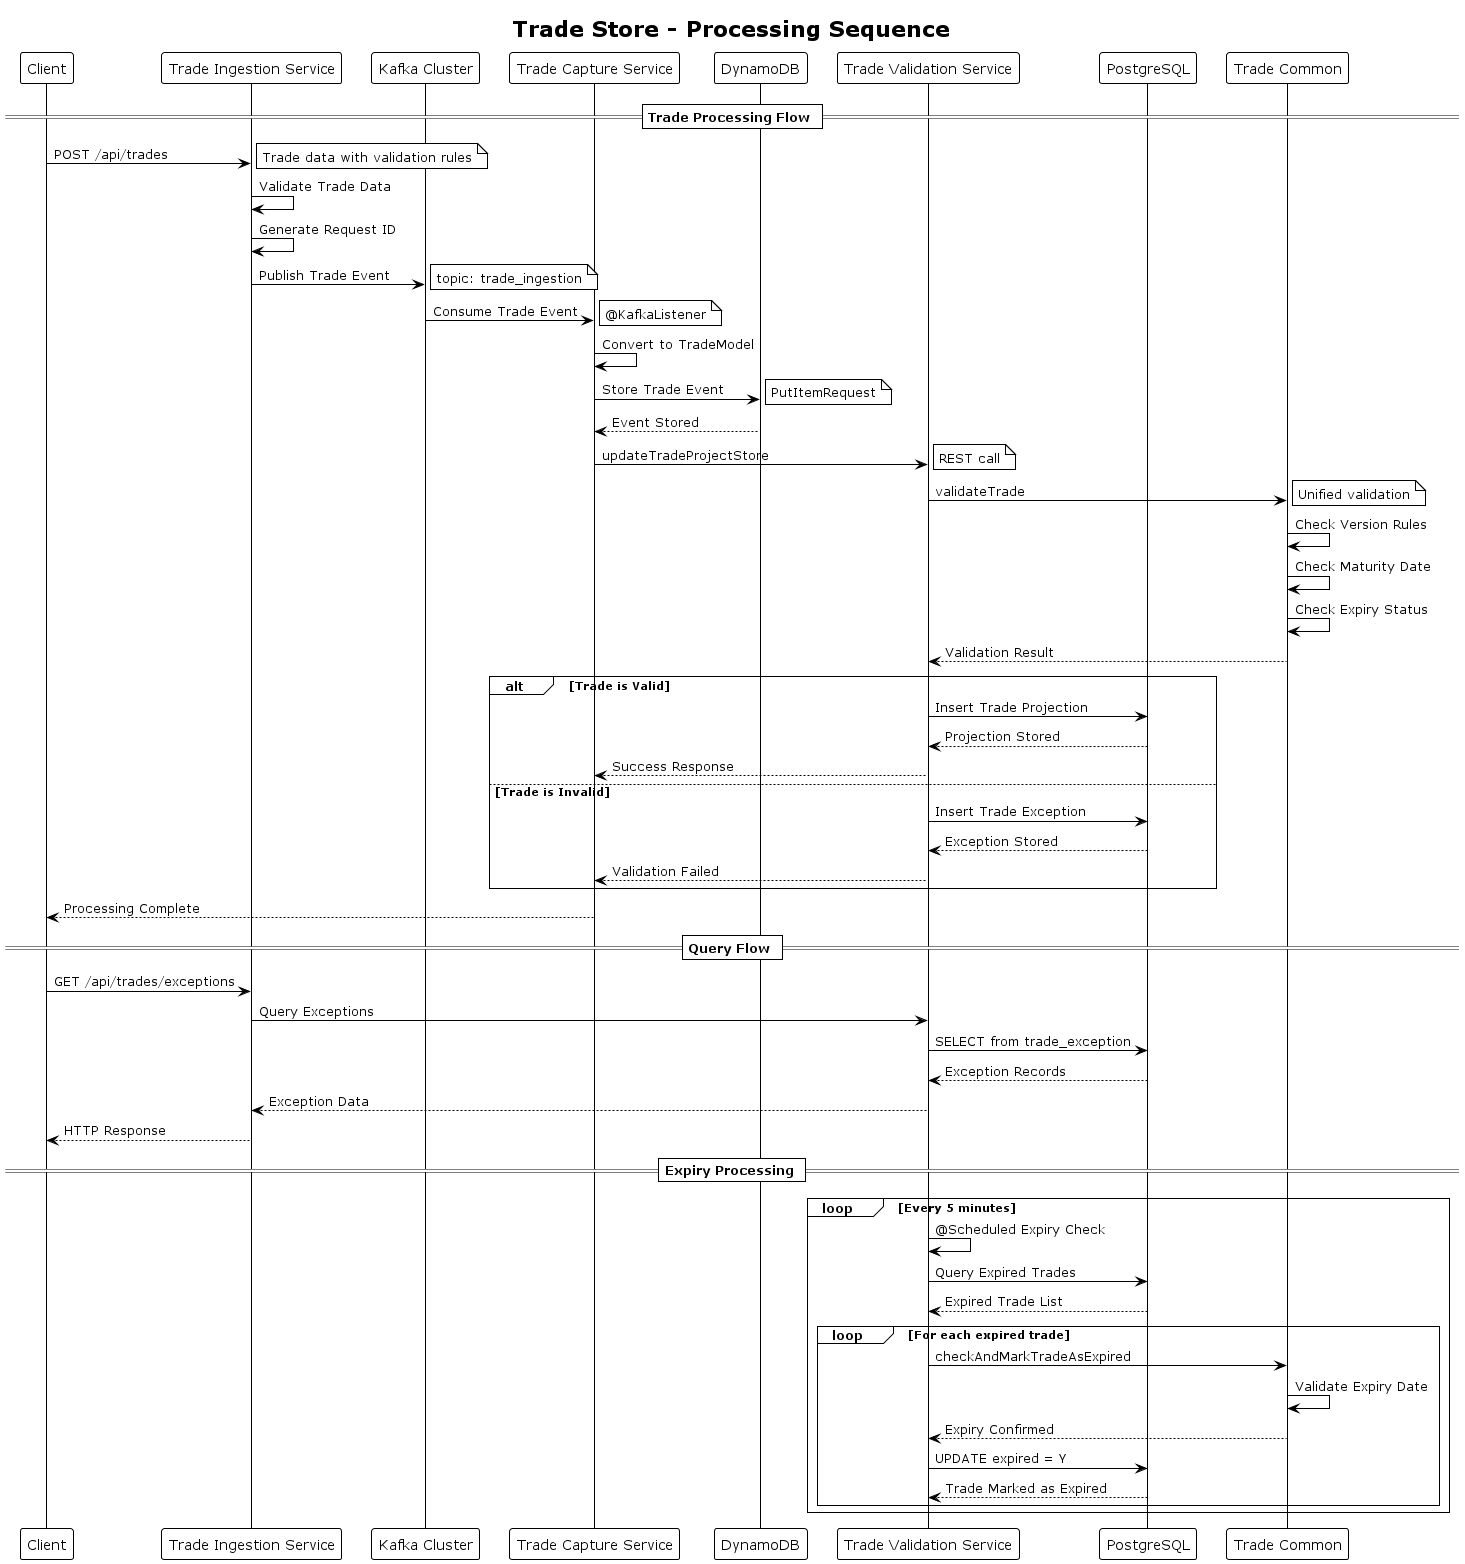 Trade Store - Processing Sequence
Client
Trade Ingestion Service
Kafka Cluster
Trade Capture Service
DynamoDB
Trade Validation Service
PostgreSQL
Trade Common
Trade Processing Flow
POST /api/trades
Trade data with validation rules
Validate Trade Data
Generate Request ID
Publish Trade Event
topic: trade_ingestion
Consume Trade Event
@KafkaListener
Convert to TradeModel
Store Trade Event
PutItemRequest
Event Stored
updateTradeProjectStore
REST call
validateTrade
Unified validation
Check Version Rules
Check Maturity Date
Check Expiry Status
Validation Result
alt
[Trade is Valid]
Insert Trade Projection
Projection Stored
Success Response
[Trade is Invalid]
Insert Trade Exception
Exception Stored
Validation Failed
Processing Complete
Query Flow
GET /api/trades/exceptions
Query Exceptions
SELECT from trade_exception
Exception Records
Exception Data
HTTP Response
Expiry Processing
loop
[Every 5 minutes]
@Scheduled Expiry Check
Query Expired Trades
Expired Trade List
loop
[For each expired trade]
checkAndMarkTradeAsExpired
Validate Expiry Date
Expiry Confirmed
UPDATE expired = Y
Trade Marked as Expired
Client
Trade Ingestion Service
Kafka Cluster
Trade Capture Service
DynamoDB
Trade Validation Service
PostgreSQL
Trade Common